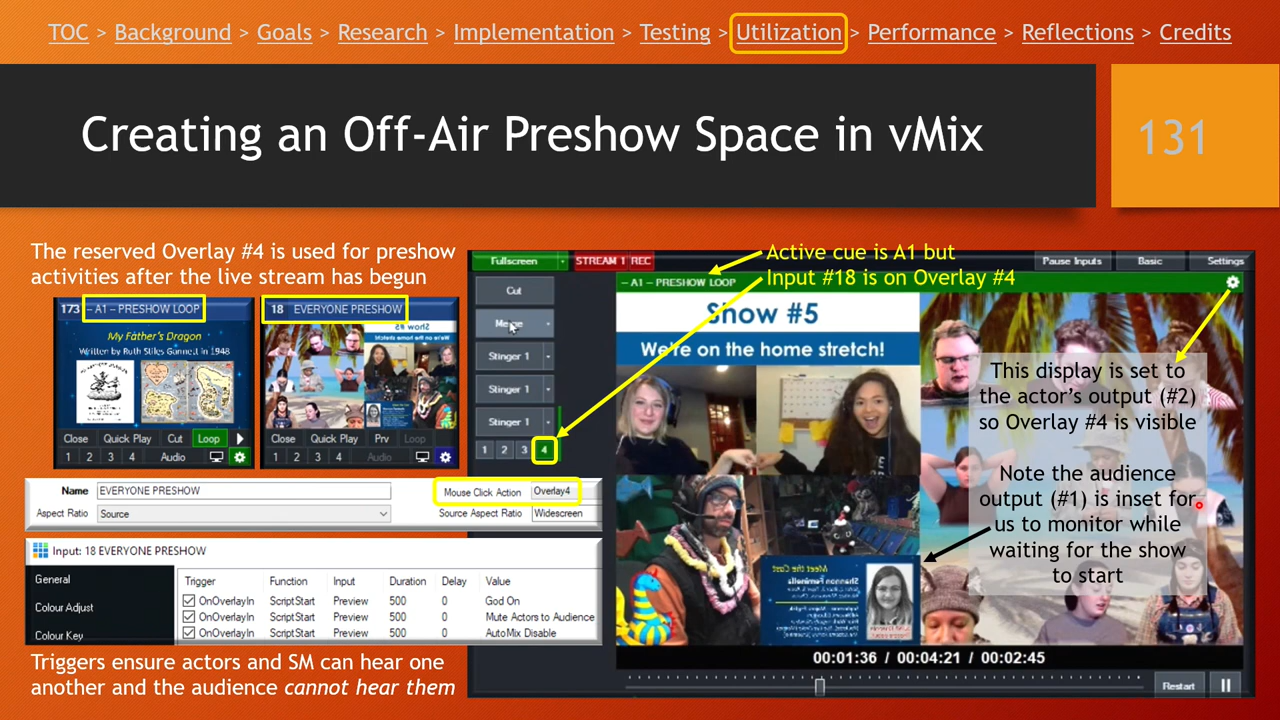 TOC > Background > Goals > Research > Implementation > Testing > Utilization > Performance > Reflections > Credits
Creating an Off-Air Preshow Space in vMix
131
The reserved Overlay #4 is used for preshow
activities after the live stream has begun
173 – A1 – PRESHOW LOOP
My Father's Dragon
Written by Ruth Stiles Gannett in 1948
Close Quick Play Cut Loop
1 2 3 4 Audio
18 EVERYONE PRESHOW
Show #5
Close Quick Play Prv Loop
1 2 3 4 Audio
Name EVERYONE PRESHOW
Mouse Click Action Overlay4
Aspect Ratio Source
Source Aspect Ratio Widescreen
Input: 18 EVERYONE PRESHOW
General
Colour Adjust
Colour Key
Trigger Function Input Duration Delay Value
OnOverlayIn ScriptStart Preview 500 0 God On
OnOverlayIn ScriptStart Preview 500 0 Mute Actors to Audience
OnOverlayIn ScriptStart Preview 500 0 AutoMix Disable
Triggers ensure actors and SM can hear one
another and the audience cannot hear them
Fullscreen STREAM 1 REC
Pause Inputs Basic Settings
Active cue is A1 but
Input #18 is on Overlay #4
Cut
Merge
Stinger 1
Stinger 1
Stinger 1
1 2 3 4
– A1 – PRESHOW LOOP
Show #5
We're on the home stretch!
Meet the Cast
Shannon Feminella
This display is set to
the actor's output (#2)
so Overlay #4 is visible
Note the audience
output (#1) is inset for
us to monitor while
waiting for the show
to start
00:01:36 / 00:04:21 / 00:02:45
Restart